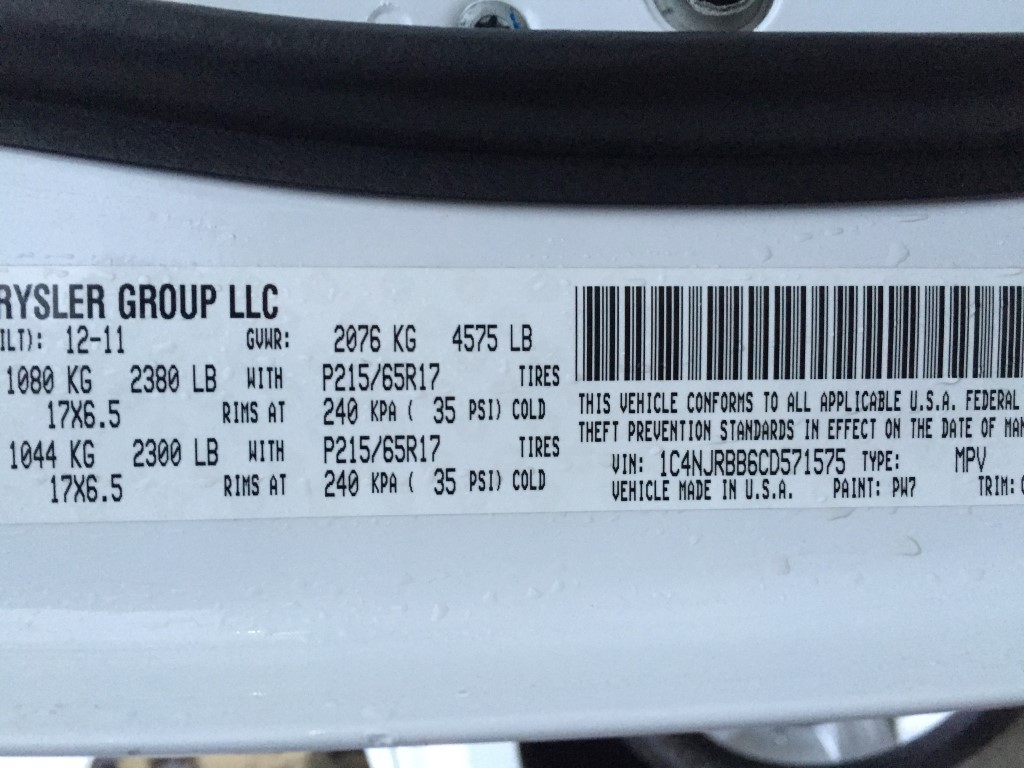 RYSLER GROUP LLC
ILT): 12-11 GVWR: 2076 KG 4575 LB
1080 KG 2380 LB WITH P215/65R17 TIRES
17X6.5 RIMS AT 240 KPA ( 35 PSI) COLD
1044 KG 2300 LB WITH P215/65R17 TIRES
17X6.5 RIMS AT 240 KPA ( 35 PSI) COLD
THIS VEHICLE CONFORMS TO ALL APPLICABLE U.S.A. FEDERAL
THEFT PREVENTION STANDARDS IN EFFECT ON THE DATE OF MAN
VIN: 1C4NJRBB6CD571575 TYPE: MPV
VEHICLE MADE IN U.S.A. PAINT: PW7 TRIM: